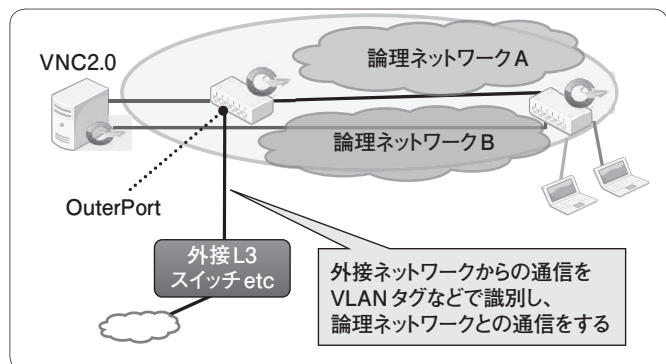 VNC2.0
論理ネットワークA
論理ネットワークB
OuterPort
外接L3
スイッチetc
外接ネットワークからの通信を
VLANタグなどで識別し、
論理ネットワークとの通信をする